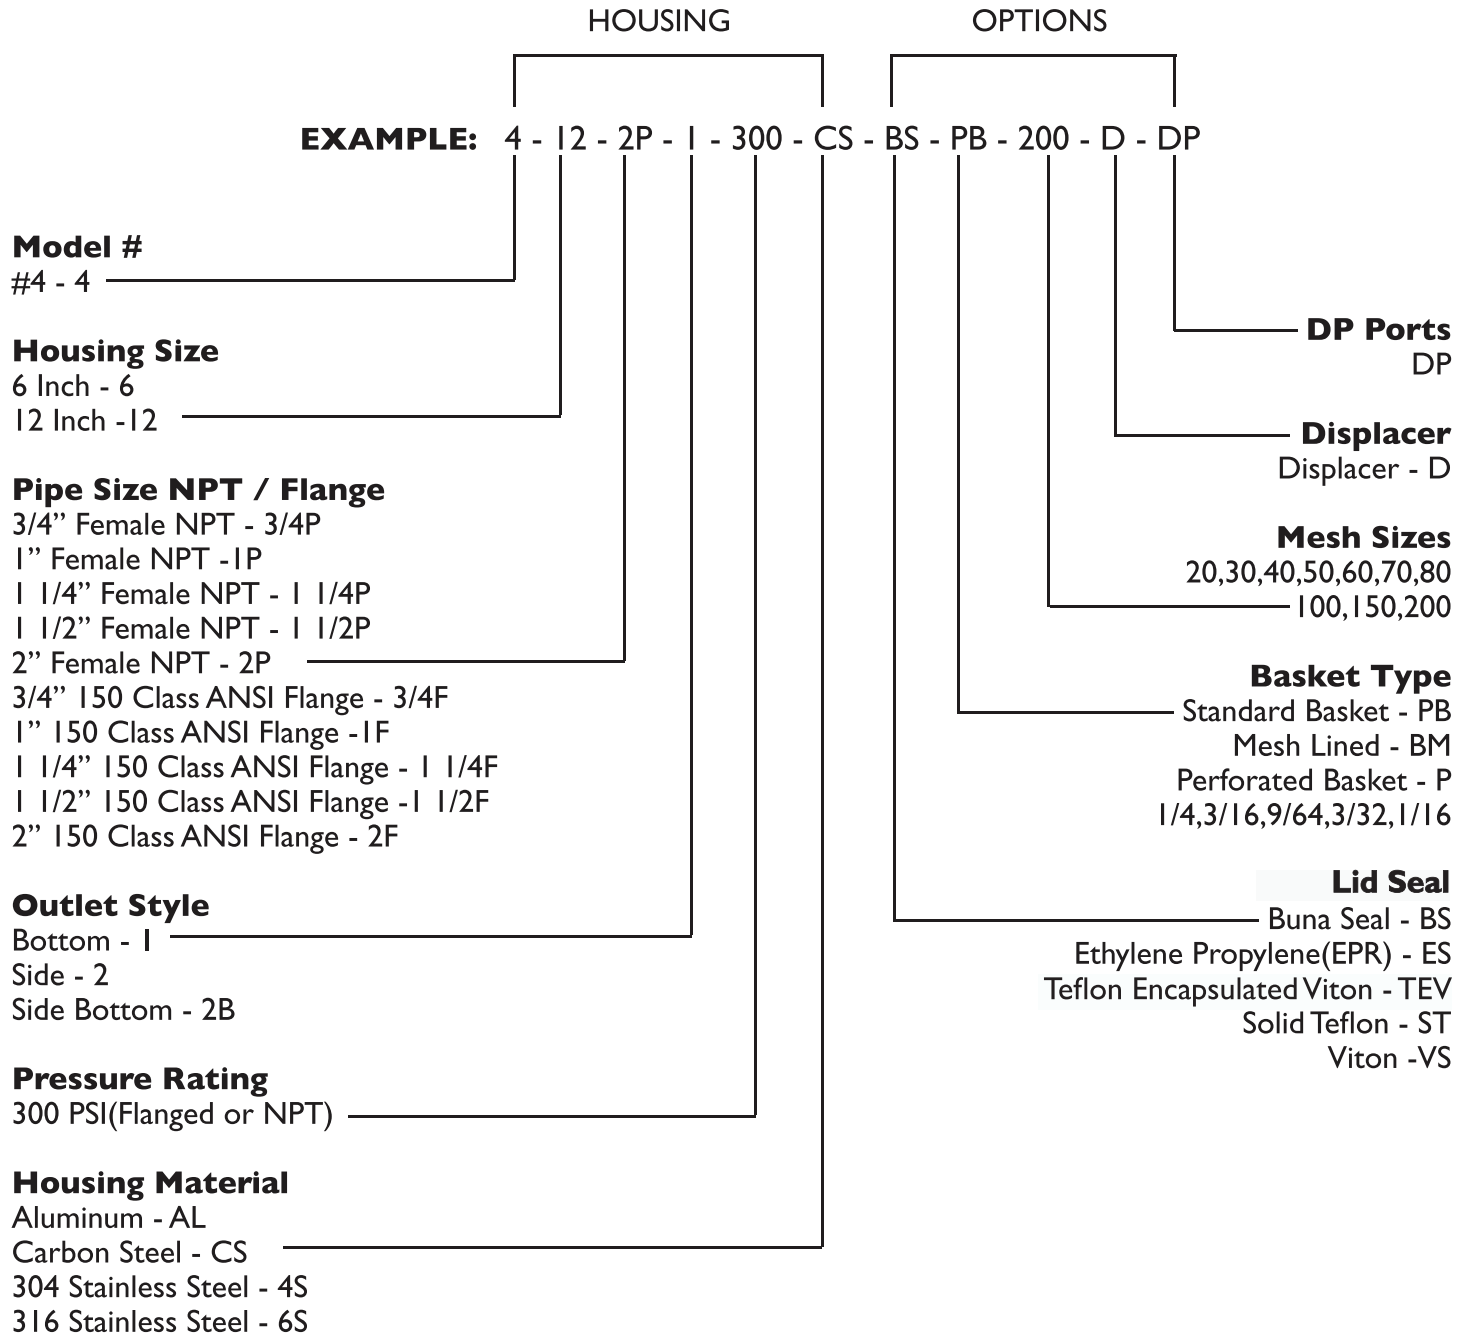 HOUSING
OPTIONS
EXAMPLE: 4 - 12 - 2P - 1 - 300 - CS - BS - PB - 200 - D - DP
Model #
#4 - 4
Housing Size
6 Inch - 6
12 Inch -12
Pipe Size NPT / Flange
3/4” Female NPT - 3/4P
1” Female NPT -1P
1 1/4” Female NPT - 1 1/4P
1 1/2” Female NPT - 1 1/2P
2” Female NPT - 2P
3/4” 150 Class ANSI Flange - 3/4F
1” 150 Class ANSI Flange -1F
1 1/4” 150 Class ANSI Flange - 1 1/4F
1 1/2” 150 Class ANSI Flange -1 1/2F
2” 150 Class ANSI Flange - 2F
Outlet Style
Bottom - 1
Side - 2
Side Bottom - 2B
Pressure Rating
300 PSI(Flanged or NPT)
Housing Material
Aluminum - AL
Carbon Steel - CS
304 Stainless Steel - 4S
316 Stainless Steel - 6S
DP Ports
DP
Displacer
Displacer - D
Mesh Sizes
20,30,40,50,60,70,80
100,150,200
Basket Type
Standard Basket - PB
Mesh Lined - BM
Perforated Basket - P
1/4,3/16,9/64,3/32,1/16
Lid Seal
Buna Seal - BS
Ethylene Propylene(EPR) - ES
Teflon Encapsulated Viton - TEV
Solid Teflon - ST
Viton -VS